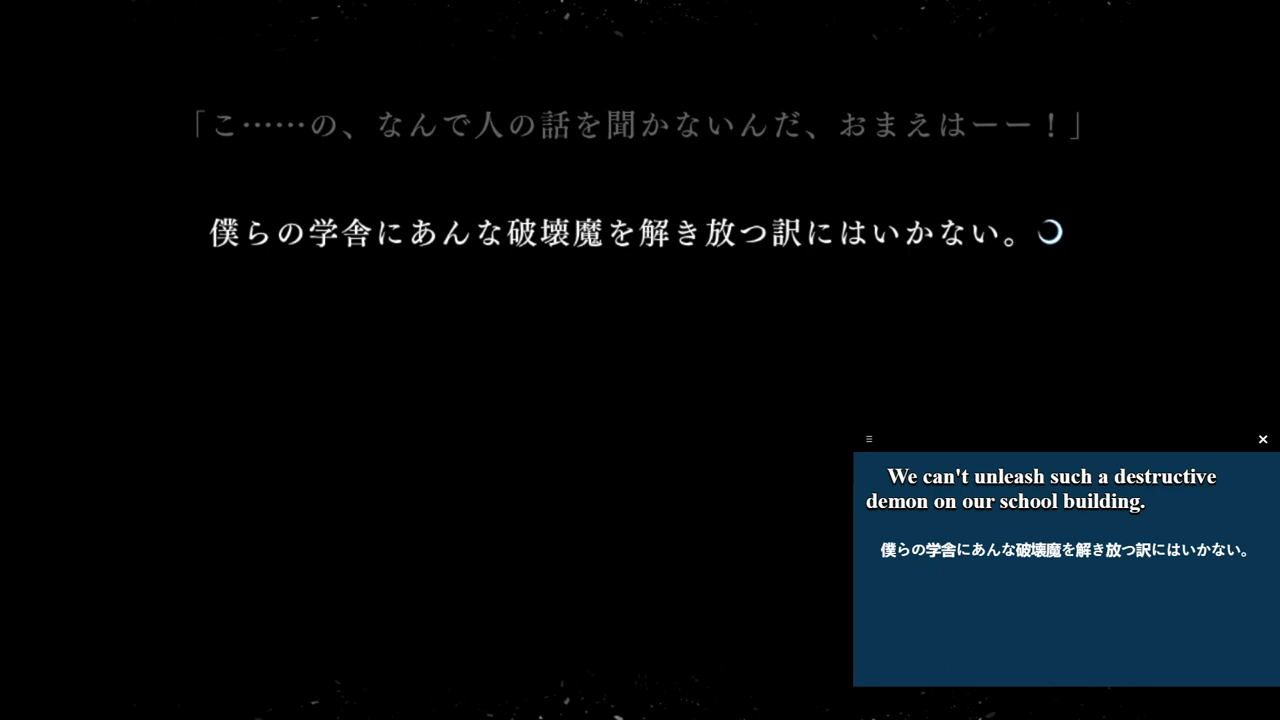 「こ……の、なんで人の話を聞かないんだ、おまえはーー！」
僕らの学舎にあんな破壊魔を解き放つ訳にはいかない。
We can't unleash such a destructive
demon on our school building.
僕らの学舎にあんな破壊魔を解き放つ訳にはいかない。